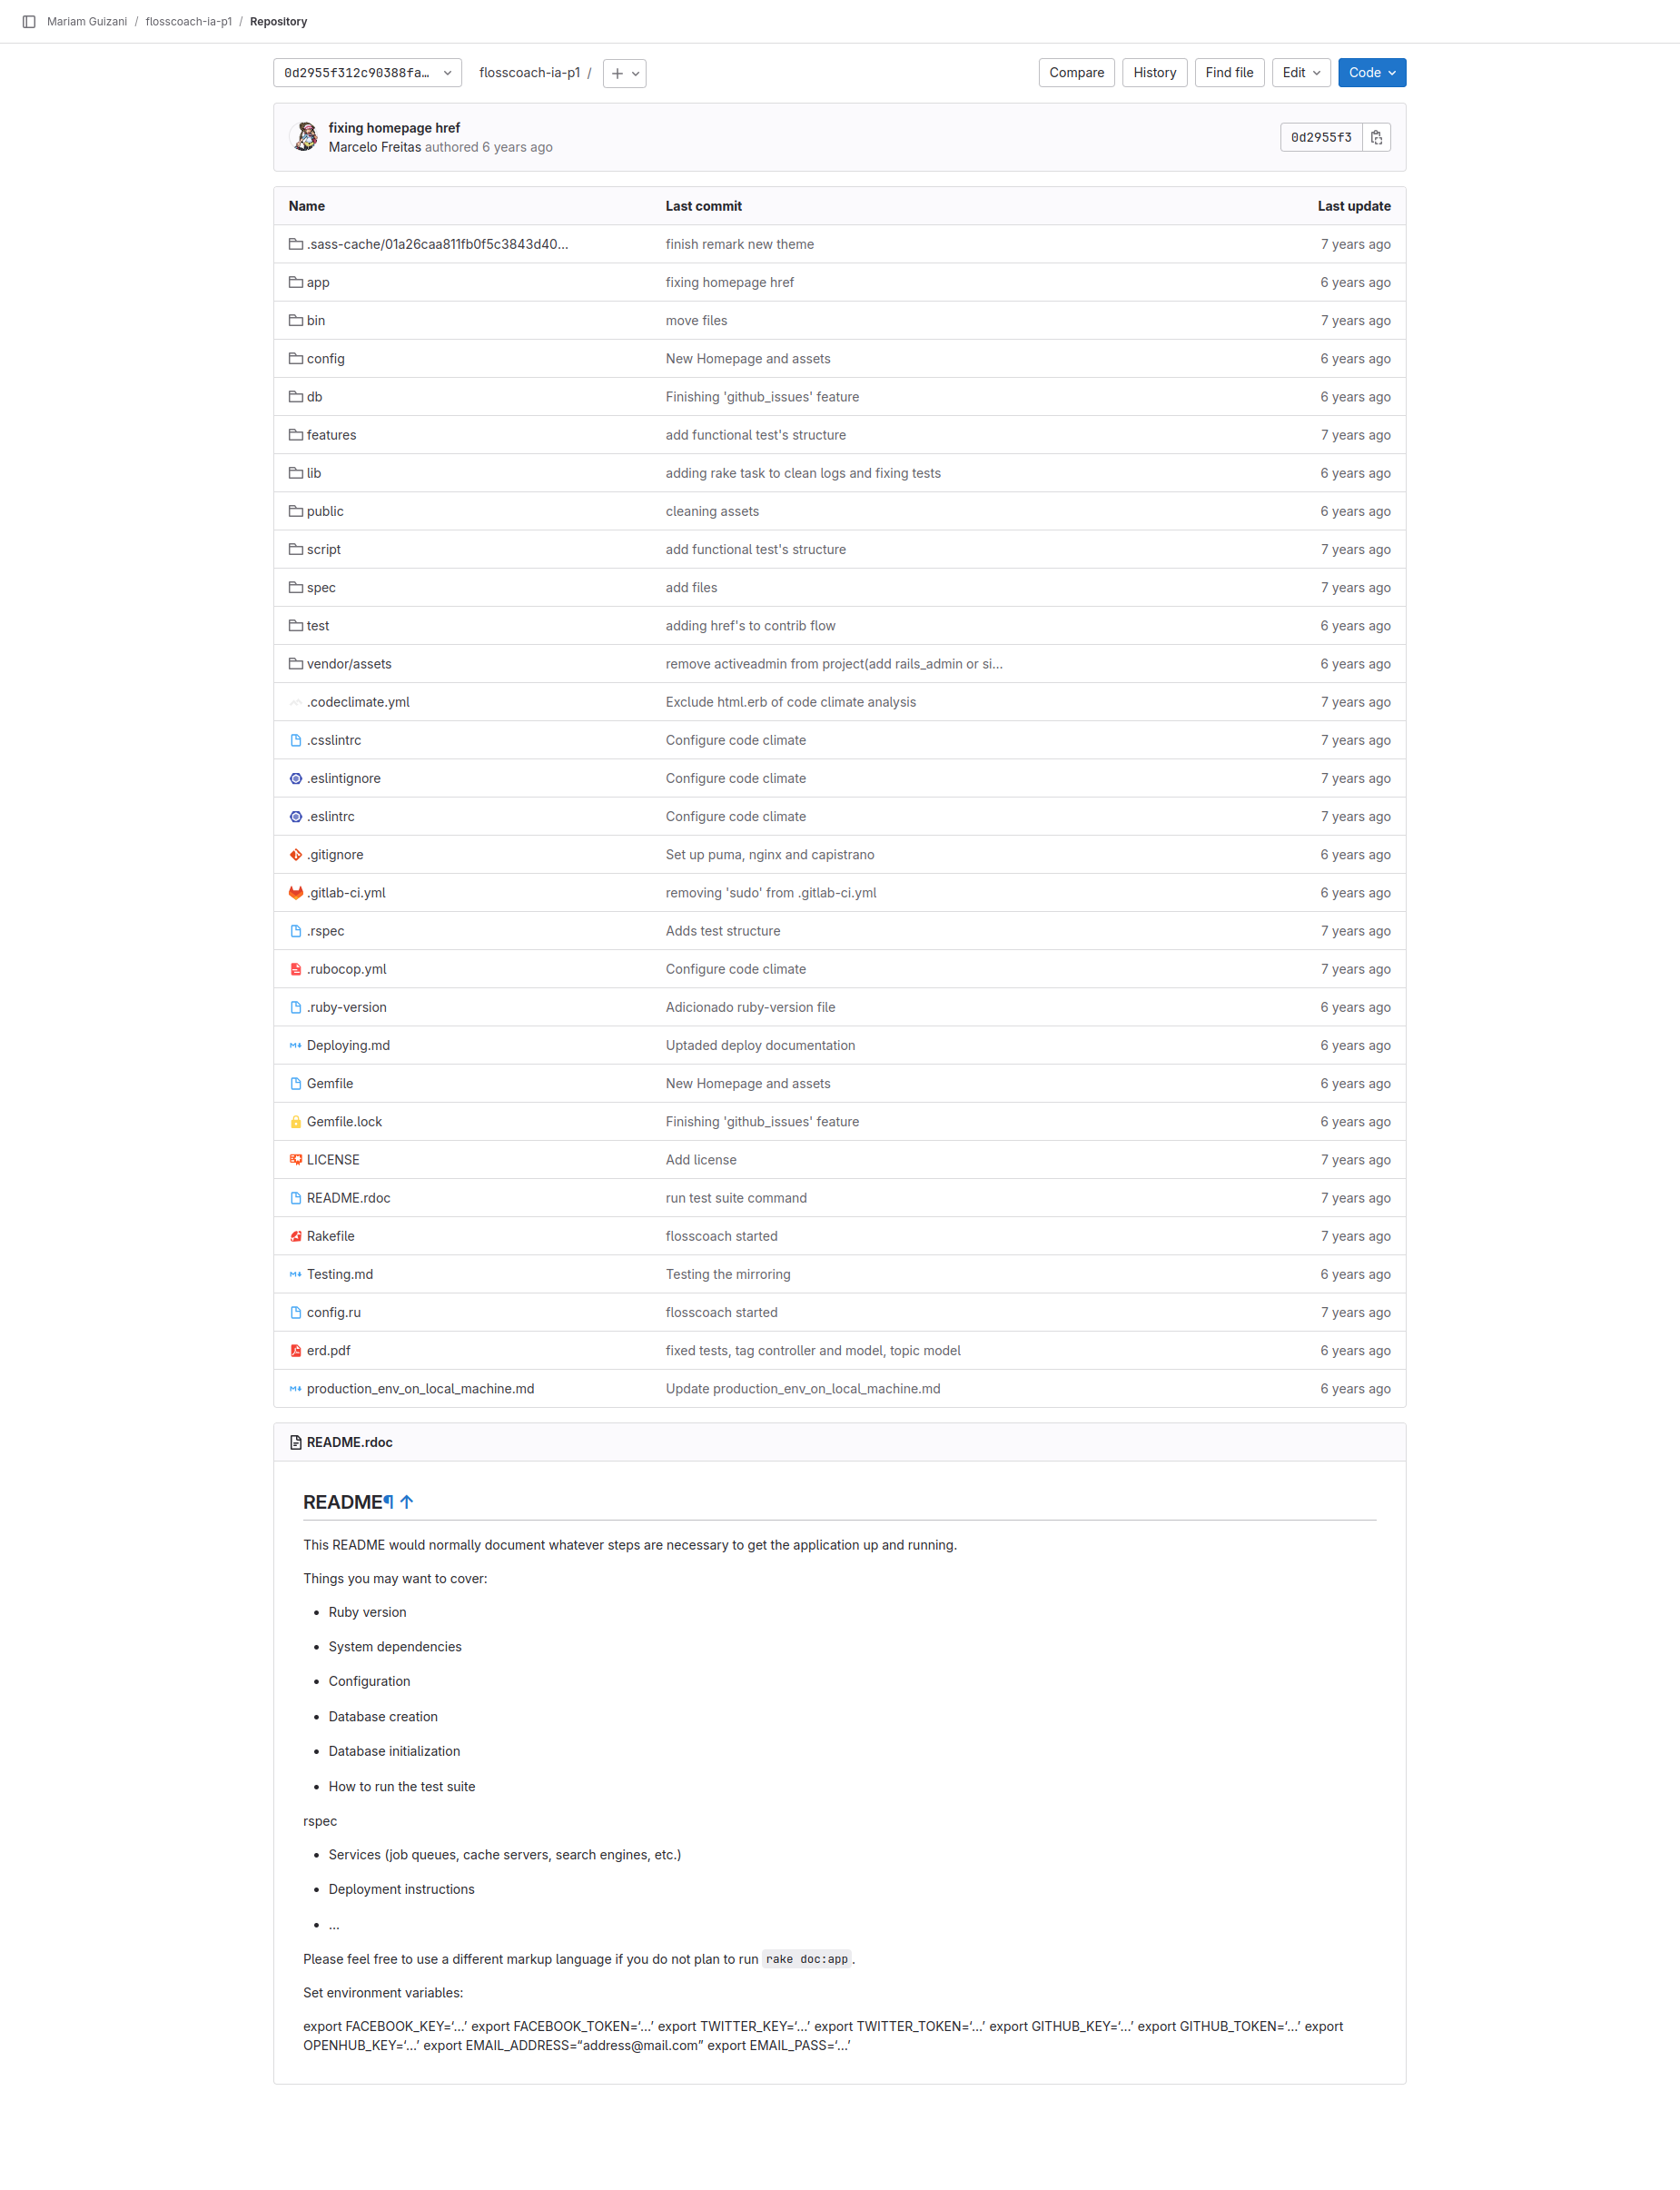 Mariam Guizani / flosscoach-ia-p1 / Repository
0d2955f312c90388fa… flosscoach-ia-p1 / Compare History Find file Edit Code
fixing homepage href
Marcelo Freitas authored 6 years ago
0d2955f3
Name Last commit Last update
.sass-cache/01a26caa811fb0f5c3843d40… finish remark new theme 7 years ago
app fixing homepage href 6 years ago
bin move files 7 years ago
config New Homepage and assets 6 years ago
db Finishing 'github_issues' feature 6 years ago
features add functional test's structure 7 years ago
lib adding rake task to clean logs and fixing tests 6 years ago
public cleaning assets 6 years ago
script add functional test's structure 7 years ago
spec add files 7 years ago
test adding href's to contrib flow 6 years ago
vendor/assets remove activeadmin from project(add rails_admin or si… 6 years ago
.codeclimate.yml Exclude html.erb of code climate analysis 7 years ago
.csslintrc Configure code climate 7 years ago
.eslintignore Configure code climate 7 years ago
.eslintrc Configure code climate 7 years ago
.gitignore Set up puma, nginx and capistrano 6 years ago
.gitlab-ci.yml removing 'sudo' from .gitlab-ci.yml 6 years ago
.rspec Adds test structure 7 years ago
.rubocop.yml Configure code climate 7 years ago
.ruby-version Adicionado ruby-version file 6 years ago
Deploying.md Uptaded deploy documentation 6 years ago
Gemfile New Homepage and assets 6 years ago
Gemfile.lock Finishing 'github_issues' feature 6 years ago
LICENSE Add license 7 years ago
README.rdoc run test suite command 7 years ago
Rakefile flosscoach started 7 years ago
Testing.md Testing the mirroring 6 years ago
config.ru flosscoach started 7 years ago
erd.pdf fixed tests, tag controller and model, topic model 6 years ago
production_env_on_local_machine.md Update production_env_on_local_machine.md 6 years ago
README.rdoc
README¶ ↑
This README would normally document whatever steps are necessary to get the application up and running.
Things you may want to cover:
• Ruby version
• System dependencies
• Configuration
• Database creation
• Database initialization
• How to run the test suite
rspec
• Services (job queues, cache servers, search engines, etc.)
• Deployment instructions
• …
Please feel free to use a different markup language if you do not plan to run rake doc:app.
Set environment variables:
export FACEBOOK_KEY=‘…’ export FACEBOOK_TOKEN=‘…’ export TWITTER_KEY=‘…’ export TWITTER_TOKEN=‘…’ export GITHUB_KEY=‘…’ export GITHUB_TOKEN=‘…’ export
OPENHUB_KEY=‘…’ export EMAIL_ADDRESS=“address@mail.com” export EMAIL_PASS=‘…’